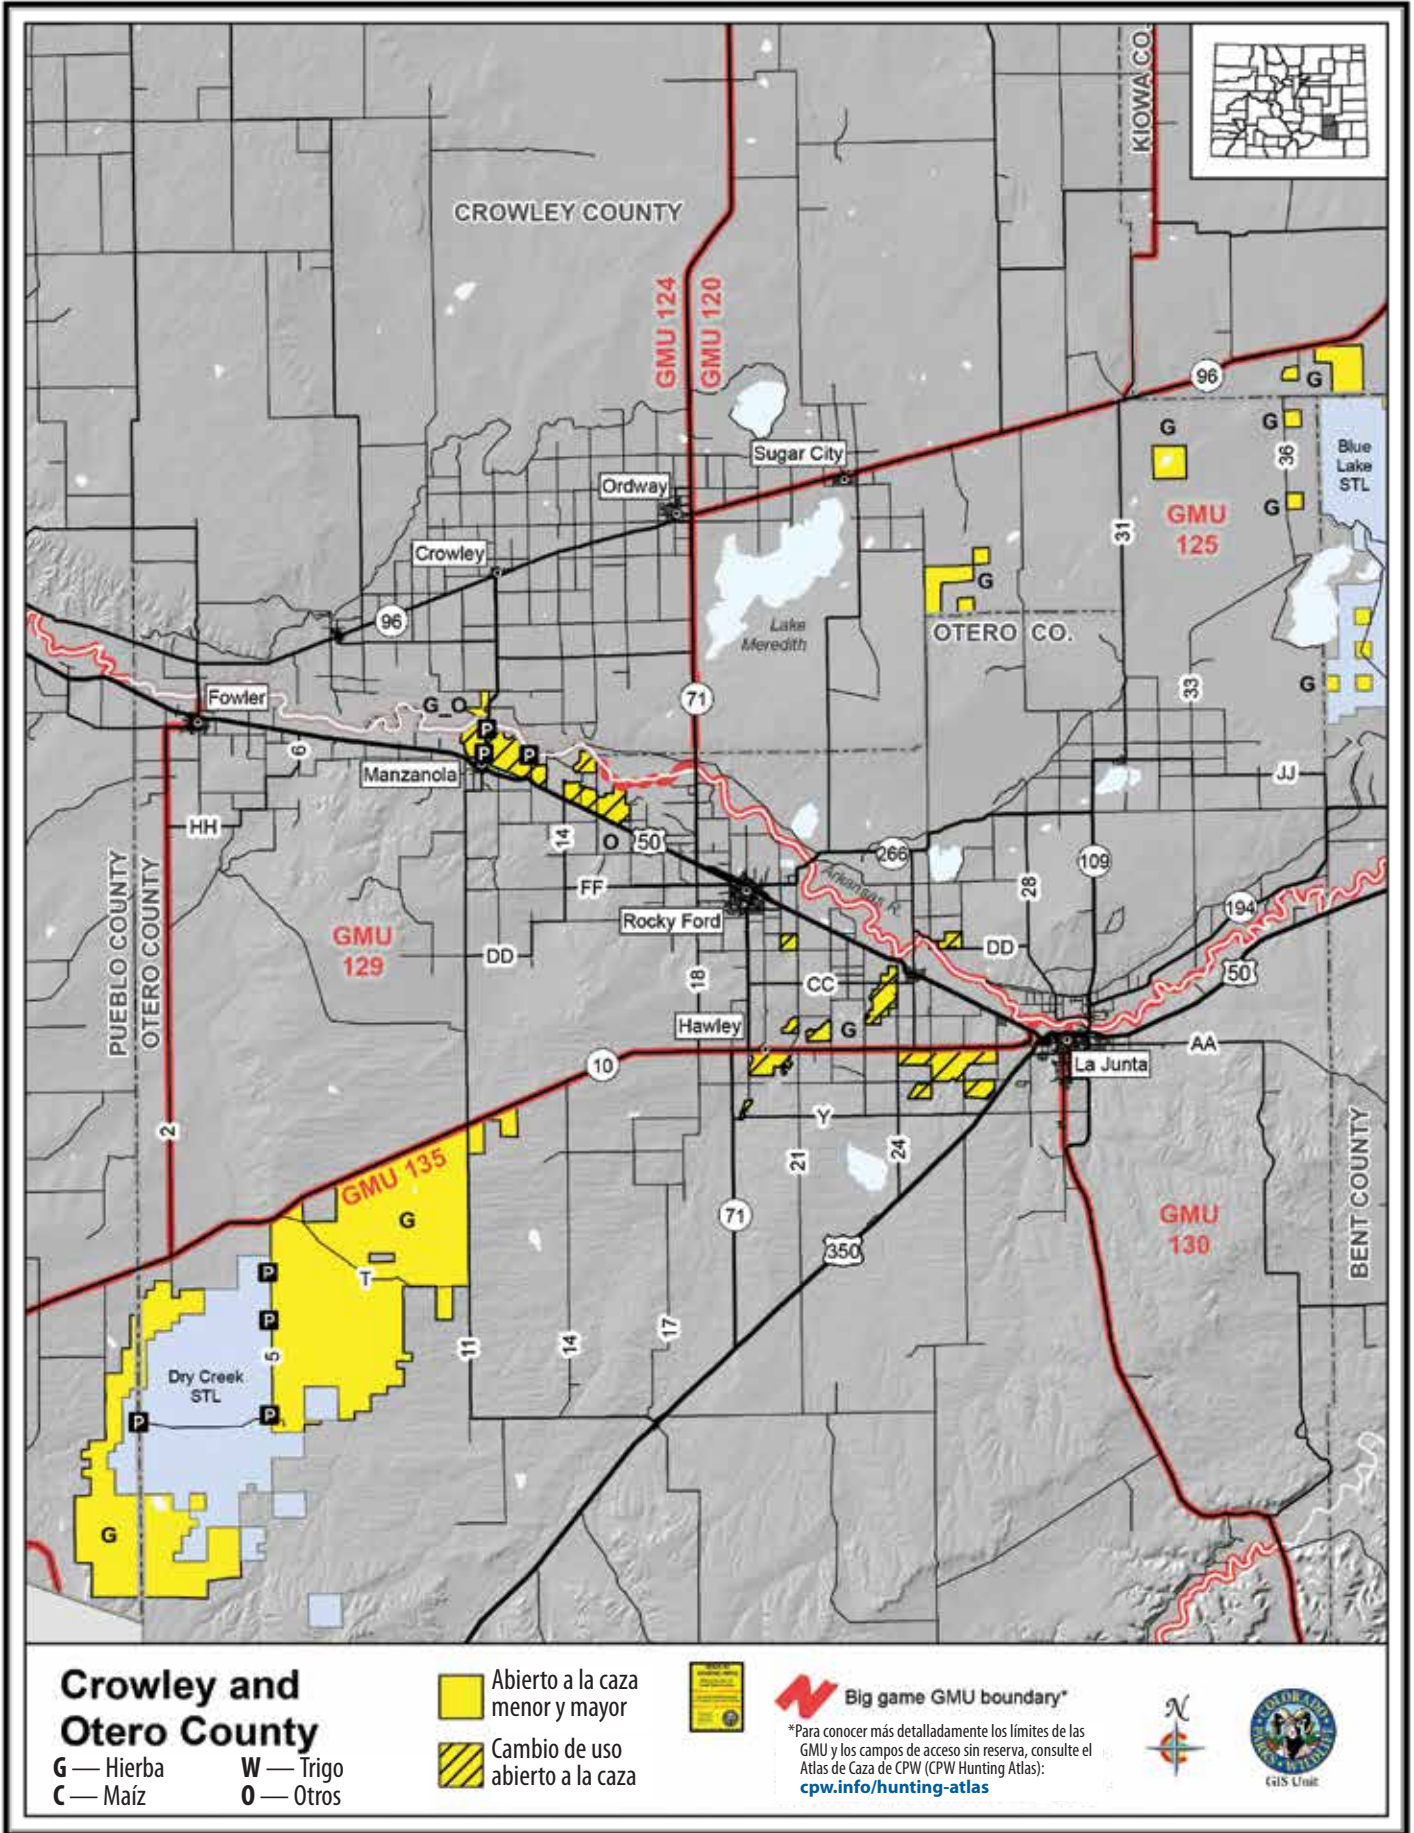 KIOWA CO.
CROWLEY COUNTY
GMU 124
GMU 120
96
G
G
G
36
Blue
Lake
STL
Sugar City
Ordway
G
GMU
125
31
Crowley
G
96
Lake
Meredith
OTERO CO.
33
G
Fowler
71
G_O
P
P
P
6
Manzanola
JJ
HH
14
O
50
266
109
PUEBLO COUNTY
OTERO COUNTY
FF
Arkansas R.
28
194
Rocky Ford
GMU
129
DD
DD
18
CC
50
Hawley
G
10
AA
La Junta
Y
2
21
24
GMU 135
BENT COUNTY
G
71
GMU
130
350
P
T
P
5
11
14
17
Dry Creek
STL
P
P
G
Crowley and
Otero County
G — Hierba
W — Trigo
C — Maíz
O — Otros
Abierto a la caza
menor y mayor
Cambio de uso
abierto a la caza
Big game GMU boundary*
*Para conocer más detalladamente los límites de las
GMU y los campos de acceso sin reserva, consulte el
Atlas de Caza de CPW (CPW Hunting Atlas):
cpw.info/hunting-atlas
N
C
COLORADO
PARKS • WILDLIFE
GIS Unit